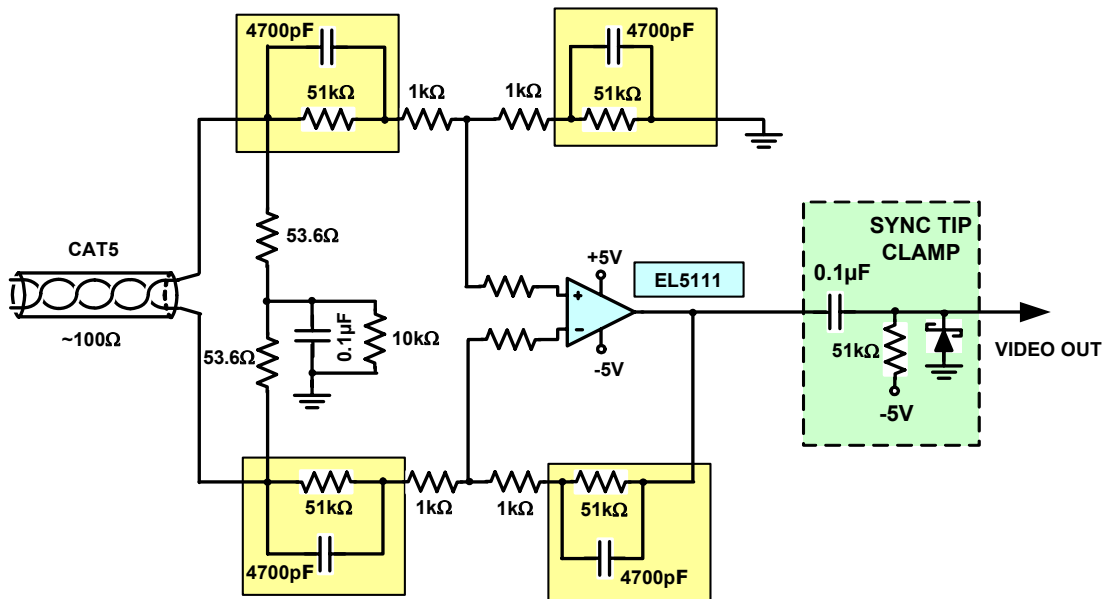 4700pF
51kΩ
1kΩ
1kΩ
4700pF
51kΩ
CAT5
~100Ω
53.6Ω
53.6Ω
0.1µF
10kΩ
+5V
+
−
-5V
EL5111
SYNC TIP
CLAMP
0.1µF
51kΩ
-5V
VIDEO OUT
51kΩ
4700pF
1kΩ
1kΩ
51kΩ
4700pF